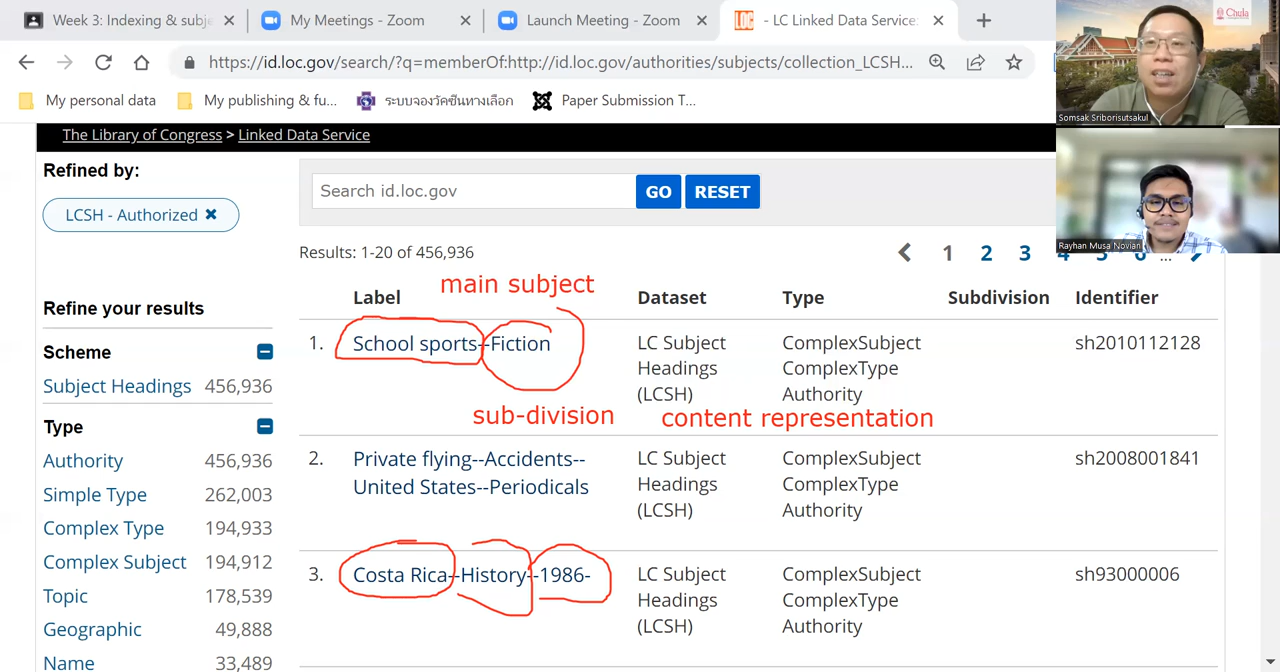 Week 3: Indexing & subje
My Meetings - Zoom
Launch Meeting - Zoom
LOC - LC Linked Data Service:
https://id.loc.gov/search/?q=memberOf:http://id.loc.gov/authorities/subjects/collection_LCSH...
My personal data
My publishing & fu...
ระบบจองวัคซีนทางเลือก
Paper Submission T...
Chula
Somsak Sriborisutsakul
Rayhan Musa Novian
The Library of Congress > Linked Data Service
Refined by:
LCSH - Authorized ✖
Search id.loc.gov
GO
RESET
Results: 1-20 of 456,936
1 2 3 4 5 6 ...
main subject
Refine your results
Label Dataset Type Subdivision Identifier
Scheme
Subject Headings 456,936
Type
Authority 456,936
Simple Type 262,003
Complex Type 194,933
Complex Subject 194,912
Topic 178,539
Geographic 49,888
Name 33,489
1. School sports--Fiction
LC Subject
Headings
(LCSH)
ComplexSubject
ComplexType
Authority
sh2010112128
sub-division
content representation
2. Private flying--Accidents--
United States--Periodicals
LC Subject
Headings
(LCSH)
ComplexSubject
ComplexType
Authority
sh2008001841
3. Costa Rica--History--1986-
LC Subject
Headings
(LCSH)
ComplexSubject
ComplexType
Authority
sh93000006